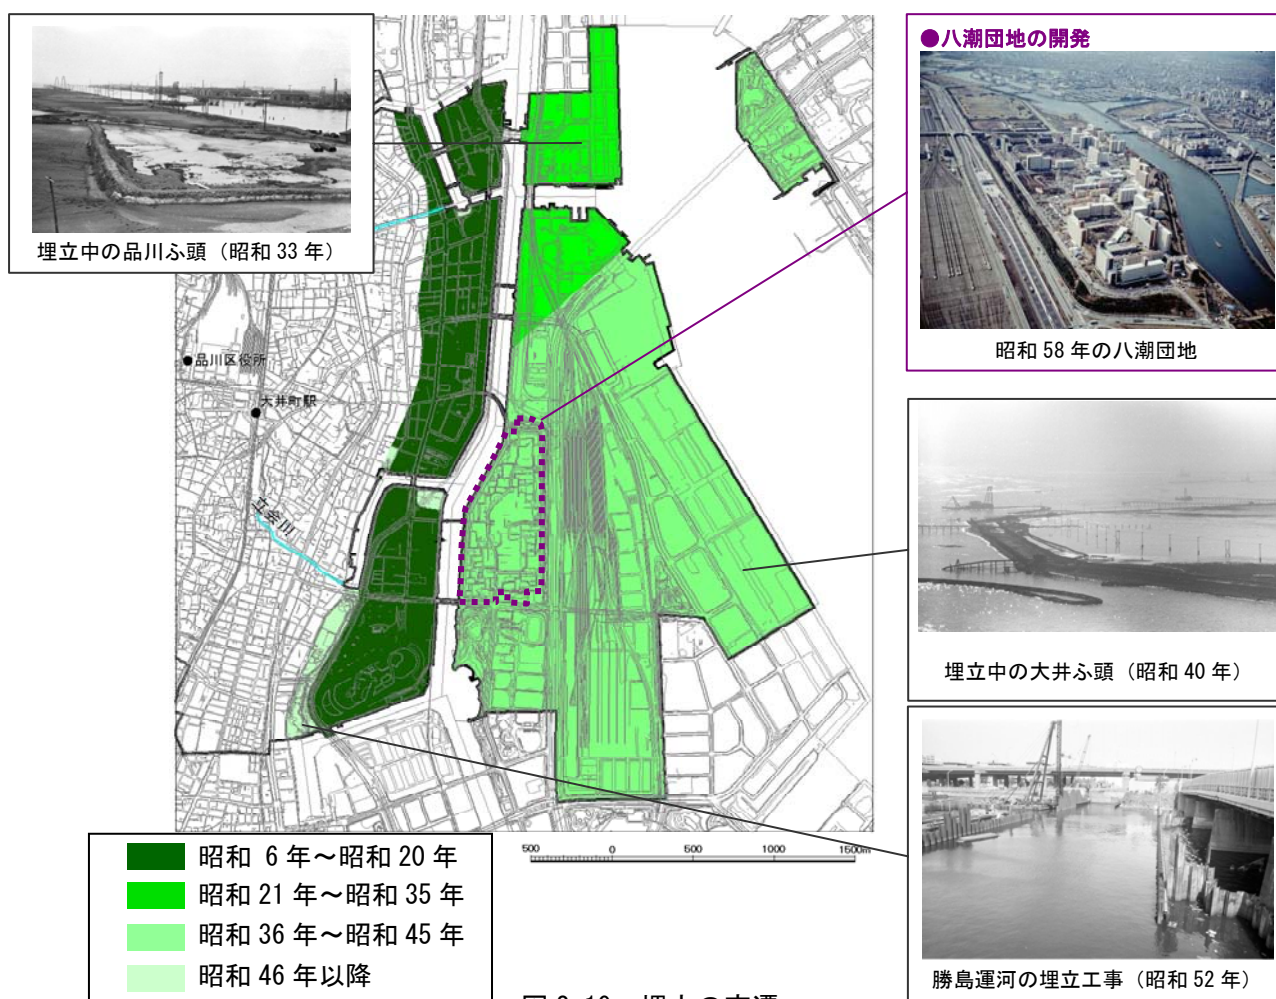 埋立中の品川ふ頭（昭和 33 年）
●八潮団地の開発
昭和 58 年の八潮団地
品川区役所
大井町駅
立会川
埋立中の大井ふ頭（昭和 40 年）
勝島運河の埋立工事（昭和 52 年）
500 0 500 1000 1500m
昭和 6 年～昭和 20 年
昭和 21 年～昭和 35 年
昭和 36 年～昭和 45 年
昭和 46 年以降